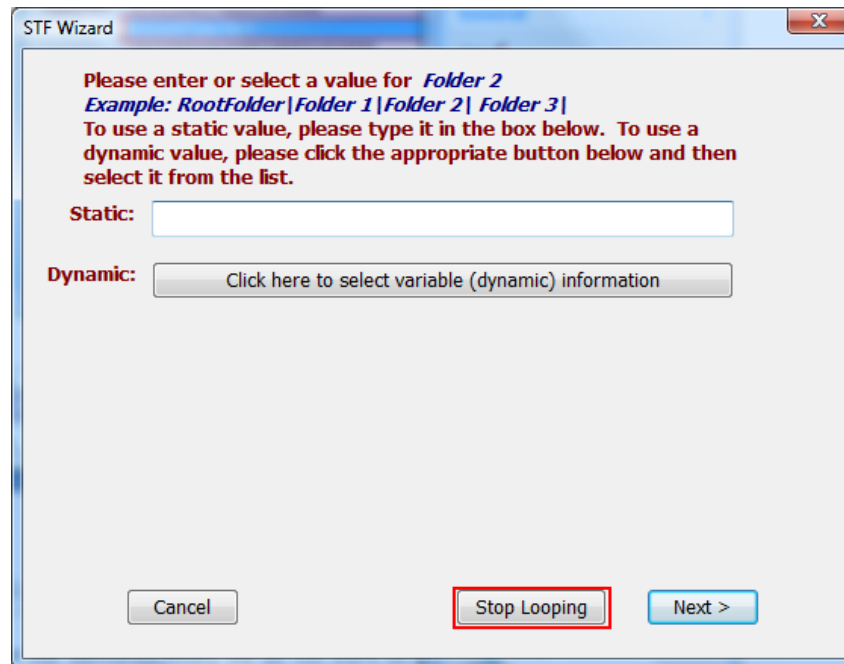 STF Wizard
Please enter or select a value for Folder 2
Example: RootFolder|Folder 1|Folder 2| Folder 3|
To use a static value, please type it in the box below. To use a
dynamic value, please click the appropriate button below and then
select it from the list.
Static:
Dynamic: Click here to select variable (dynamic) information
Cancel Stop Looping Next >